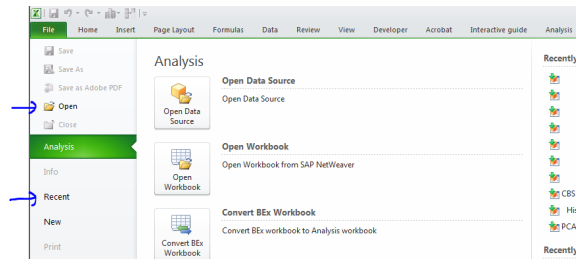 File Home Insert Page Layout Formulas Data Review View Developer Acrobat Interactive guide Analysis
Save
Save As
Save as Adobe PDF
Open
Close
Analysis
Info
Recent
New
Print
Analysis
Open Data Source
Open Data Source
Open Data
Source
Open Workbook
Open Workbook from SAP NetWeaver
Open
Workbook
Convert BEx Workbook
Convert BEx workbook to Analysis workbook
Convert BEx
Workbook
Recently
CBS
His
PCA
Recently